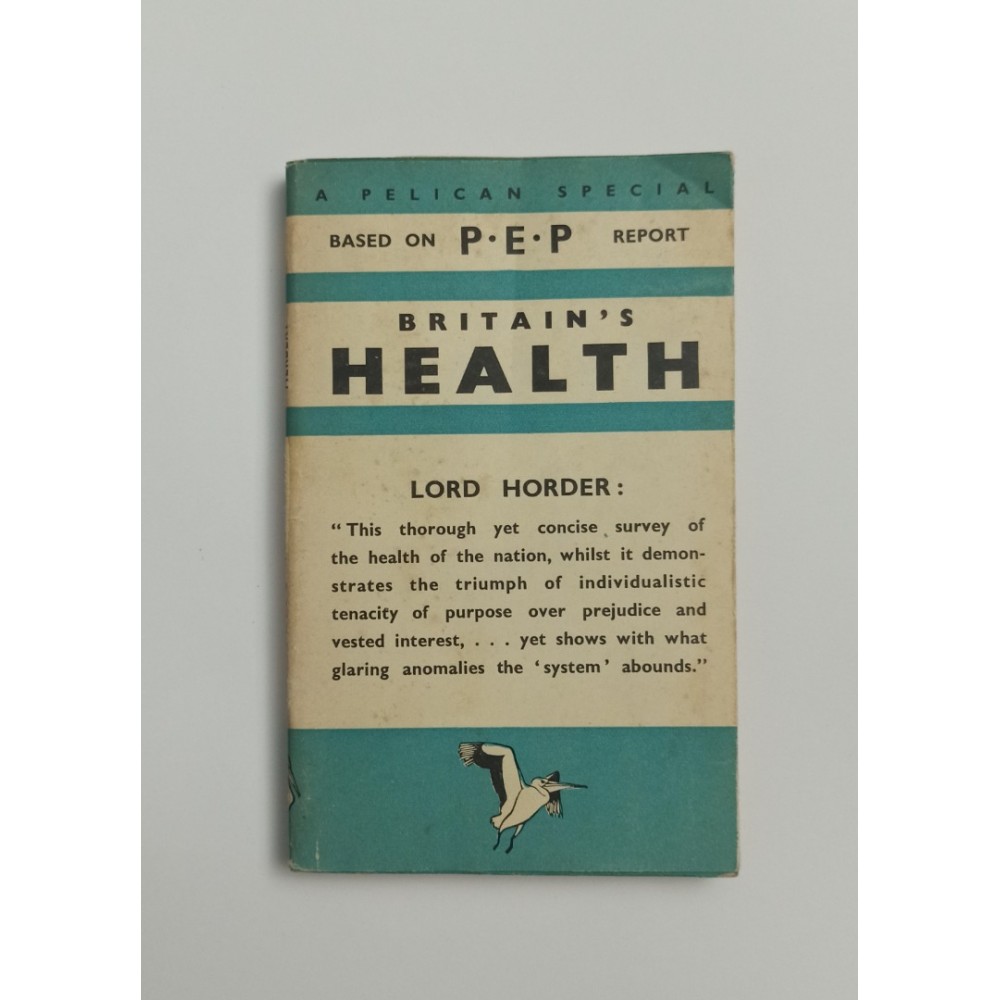 A PELICAN SPECIAL
BASED ON P·E·P REPORT
BRITAIN'S
HEALTH
LORD HORDER:
"This thorough yet concise survey of
the health of the nation, whilst it demon-
strates the triumph of individualistic
tenacity of purpose over prejudice and
vested interest, . . . yet shows with what
glaring anomalies the 'system' abounds."